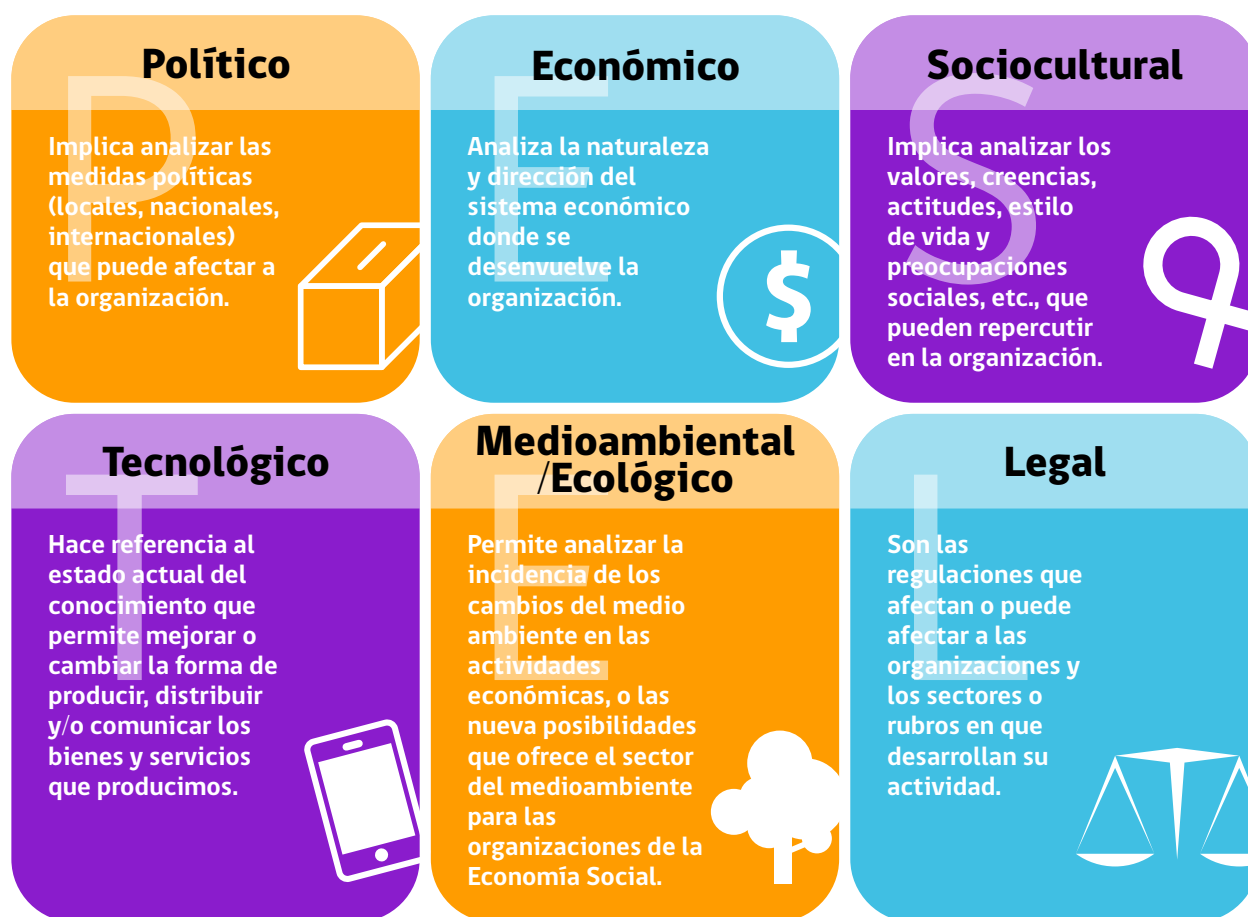 P
Político
Implica analizar las
medidas políticas
(locales, nacionales,
internacionales)
que puede afectar a
la organización.
E
Económico
Analiza la naturaleza
y dirección del
sistema económico
donde se
desenvuelve la
organización.
$
S
Sociocultural
Implica analizar los
valores, creencias,
actitudes, estilo
de vida y
preocupaciones
sociales, etc., que
pueden repercutir
en la organización.
T
Tecnológico
Hace referencia al
estado actual del
conocimiento que
permite mejorar o
cambiar la forma de
producir, distribuir
y/o comunicar los
bienes y servicios
que producimos.
E
Medioambiental
/Ecológico
Permite analizar la
incidencia de los
cambios del medio
ambiente en las
actividades
económicas, o las
nueva posibilidades
que ofrece el sector
del medioambiente
para las
organizaciones de la
Economía Social.
L
Legal
Son las
regulaciones que
afectan o puede
afectar a las
organizaciones y
los sectores o
rubros en que
desarrollan su
actividad.